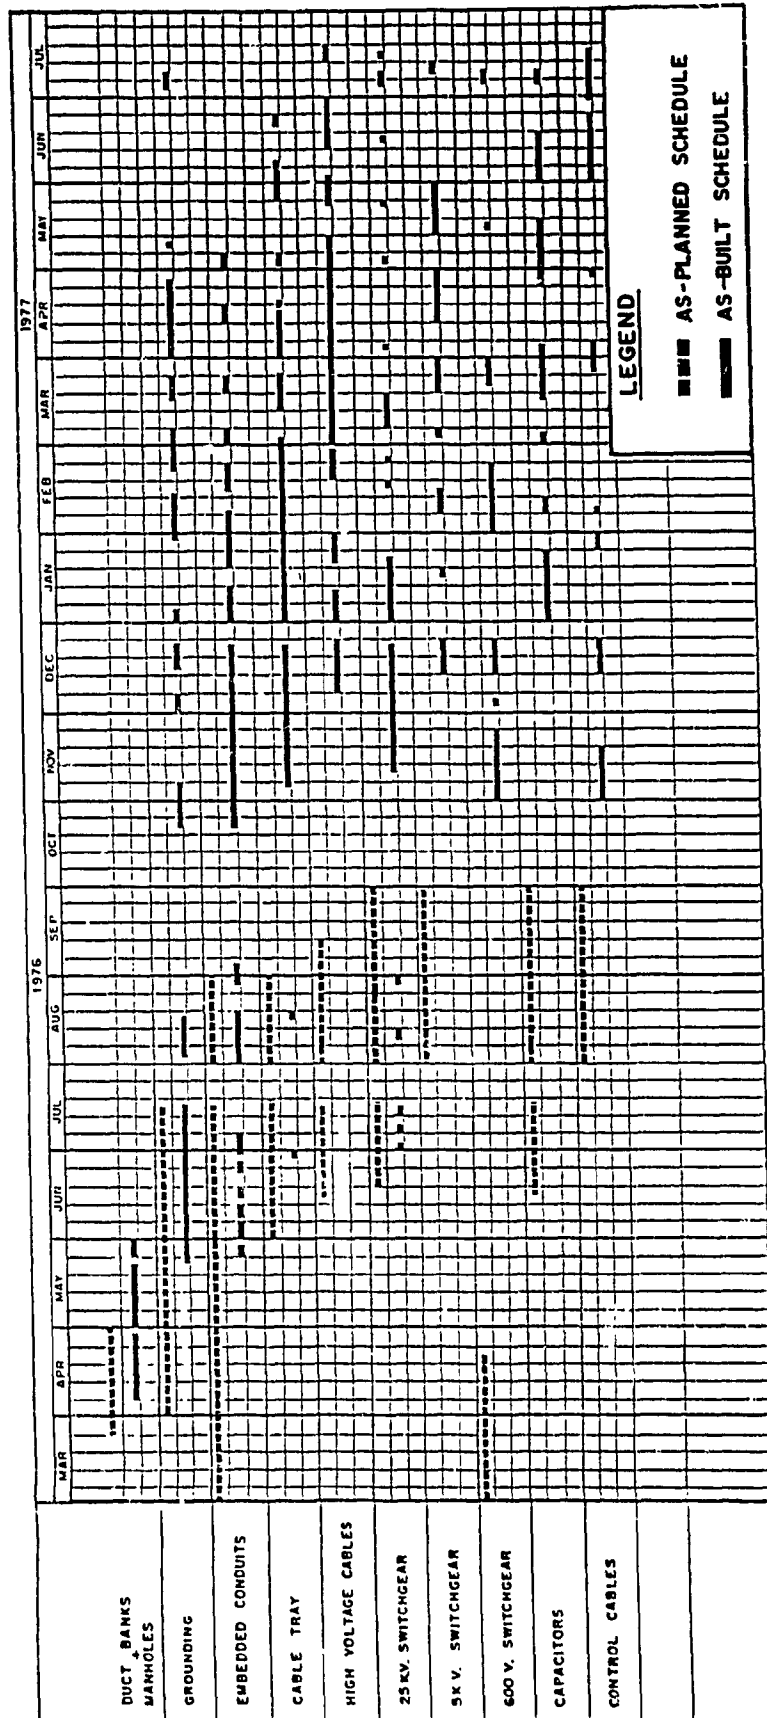 1976
1977
MAR
APR
MAY
JUN
JUL
AUG
SEP
OCT
NOV
DEC
JAN
FEB
MAR
APR
MAY
JUN
JUL
DUCT BANKS
+
MANHOLES
GROUNDING
EMBEDDED CONDUITS
CABLE TRAY
HIGH VOLTAGE CABLES
25 KV. SWITCHGEAR
5 KV. SWITCHGEAR
600 V. SWITCHGEAR
CAPACITORS
CONTROL CABLES
LEGEND
AS-PLANNED SCHEDULE
AS-BUILT SCHEDULE